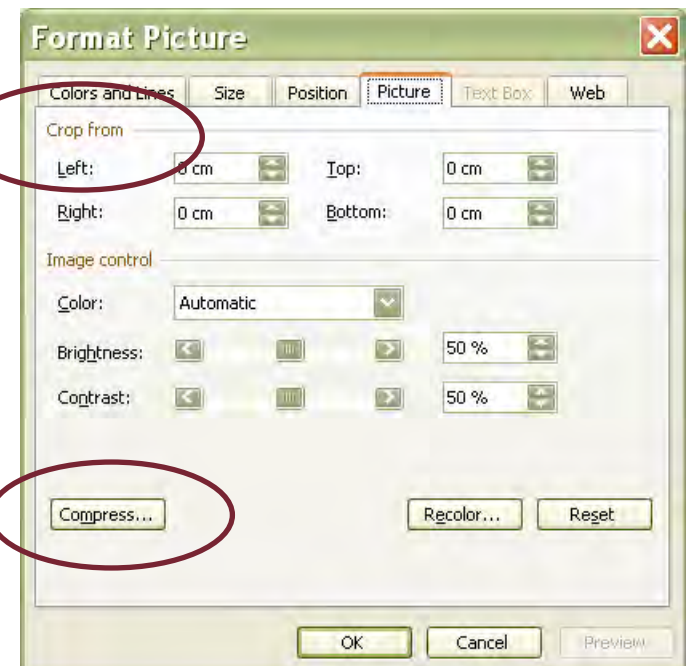 Format Picture
Colors and Lines Size Position Picture Text Box Web
Crop from
Left: 0 cm Top: 0 cm
Right: 0 cm Bottom: 0 cm
Image control
Color: Automatic
Brightness: 50 %
Contrast: 50 %
Compress... Recolor... Reset
OK Cancel Preview